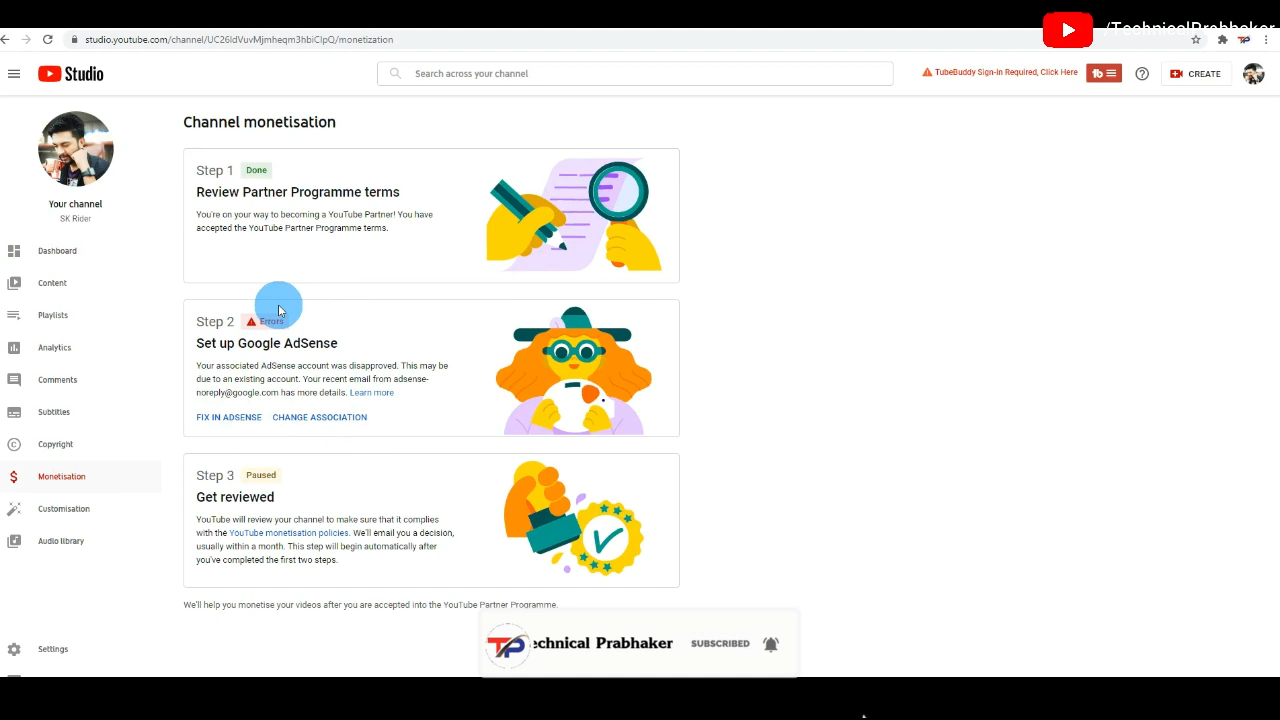 /TechnicalPrabhaker
studio.youtube.com/channel/UC26IdVuvMjmheqm3hbiCIpQ/monetization
Studio
Search across your channel
TubeBuddy Sign-in Required, Click Here
tb
CREATE
Your channel
SK Rider
Dashboard
Content
Playlists
Analytics
Comments
Subtitles
Copyright
Monetisation
Customisation
Audio library
Settings
Channel monetisation
Step 1 Done
Review Partner Programme terms
You're on your way to becoming a YouTube Partner! You have
accepted the YouTube Partner Programme terms.
Step 2 Errors
Set up Google AdSense
Your associated AdSense account was disapproved. This may be
due to an existing account. Your recent email from adsense-
noreply@google.com has more details. Learn more
FIX IN ADSENSE CHANGE ASSOCIATION
Step 3 Paused
Get reviewed
YouTube will review your channel to make sure that it complies
with the YouTube monetisation policies. We'll email you a decision,
usually within a month. This step will begin automatically after
you've completed the first two steps.
We'll help you monetise your videos after you are accepted into the YouTube Partner Programme.
TP echnical Prabhaker SUBSCRIBED